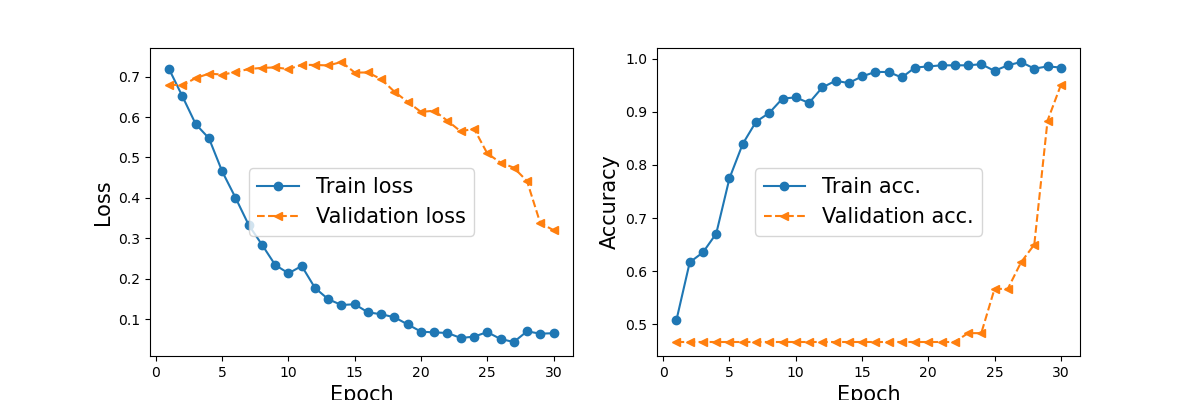 Loss
0.7
0.6
0.5
0.4
0.3
0.2
0.1
Train loss
Validation loss
0 5 10 15 20 25 30
Epoch
Accuracy
1.0
0.9
0.8
0.7
0.6
0.5
Train acc.
Validation acc.
0 5 10 15 20 25 30
Epoch